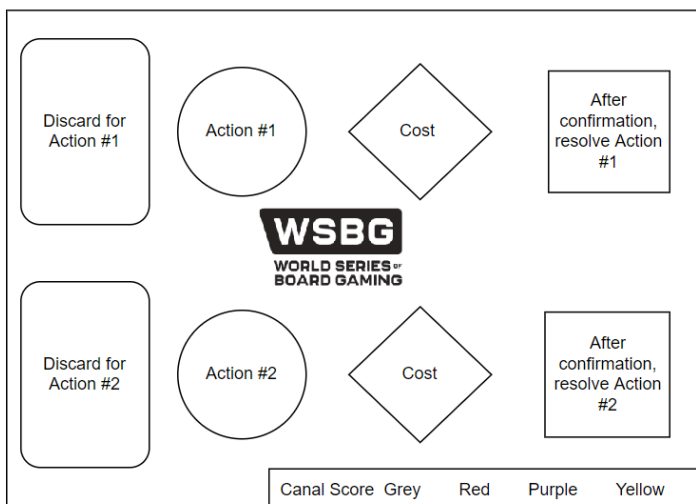 Discard for
Action #1
Action #1
Cost
After
confirmation,
resolve Action
#1
WSBG
WORLD SERIES OF
BOARD GAMING
Discard for
Action #2
Action #2
Cost
After
confirmation,
resolve Action
#2
Canal Score Grey Red Purple Yellow